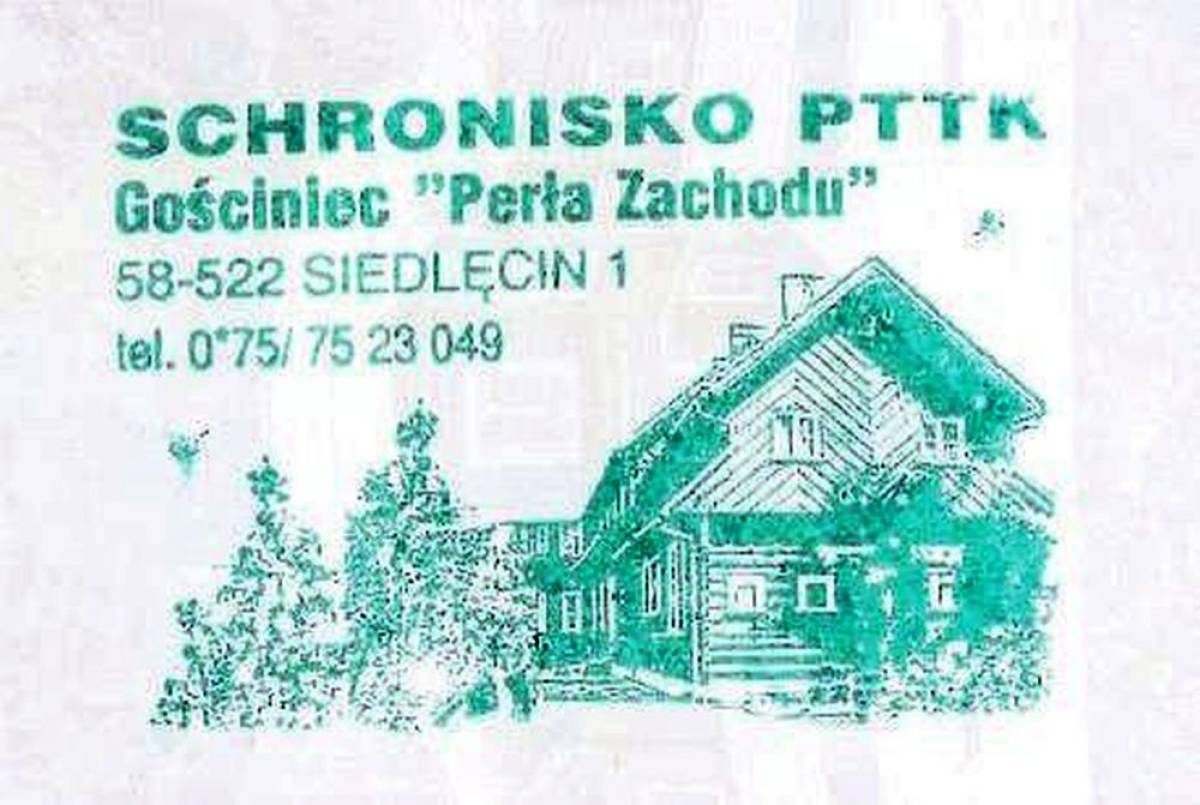 SCHRONISKO PTTK
Gościniec "Perła Zachodu"
58-522 SIEDLĘCIN 1
tel. 0*75/ 75 23 049